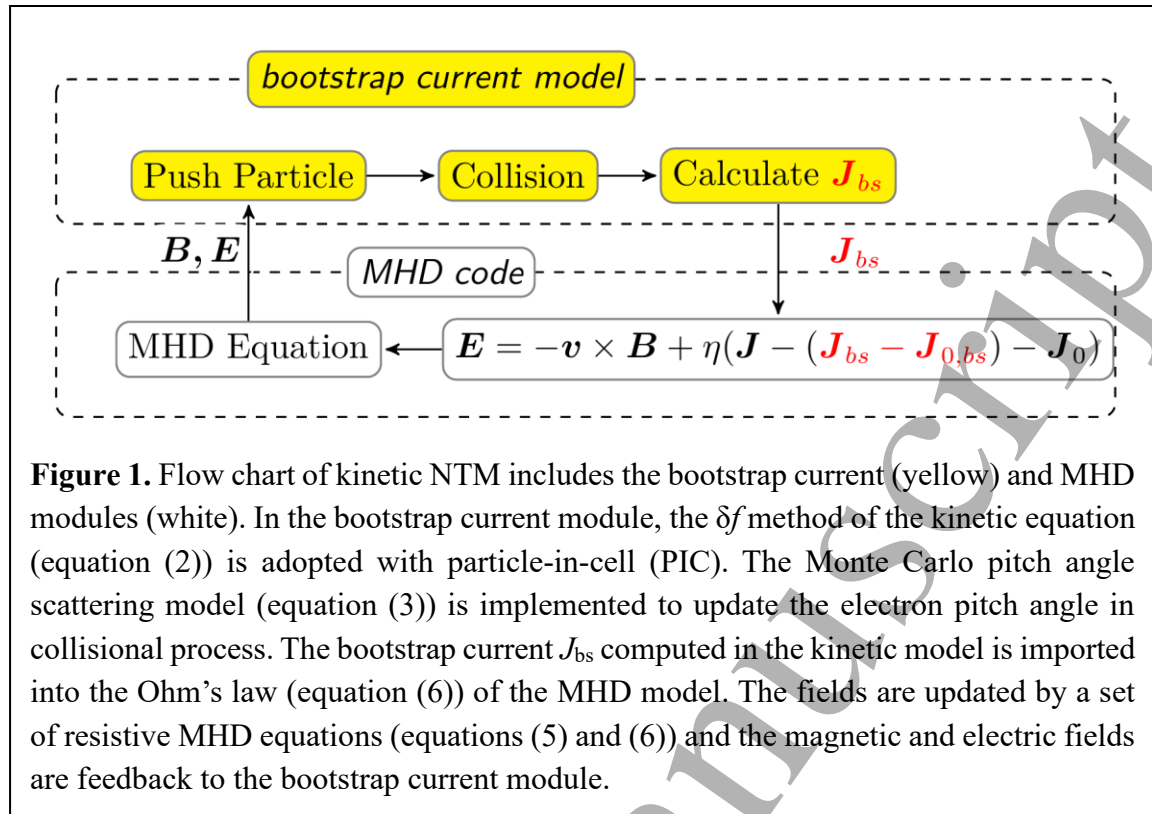 bootstrap current model
Push Particle
Collision
Calculate J_bs
B, E
J_bs
MHD code
MHD Equation
E = −v × B + η(J − (J_bs − J_0,bs) − J_0)
Figure 1. Flow chart of kinetic NTM includes the bootstrap current (yellow) and MHD
modules (white). In the bootstrap current module, the δf method of the kinetic equation
(equation (2)) is adopted with particle-in-cell (PIC). The Monte Carlo pitch angle
scattering model (equation (3)) is implemented to update the electron pitch angle in
collisional process. The bootstrap current J_bs computed in the kinetic model is imported
into the Ohm’s law (equation (6)) of the MHD model. The fields are updated by a set
of resistive MHD equations (equations (5) and (6)) and the magnetic and electric fields
are feedback to the bootstrap current module.
nuscript